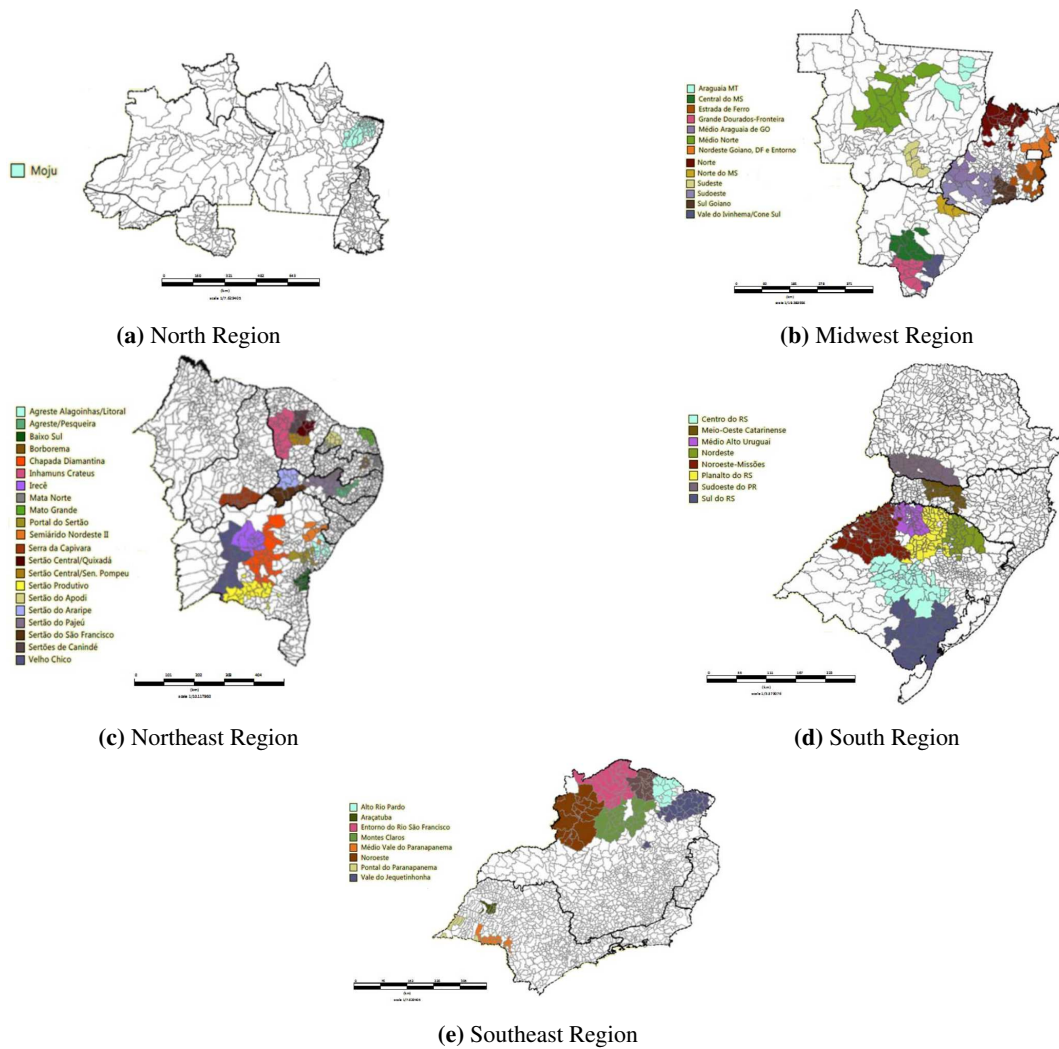 Moju
(km)
(a) North Region
Araguaia MT
Central do MS
Estrada de Ferro
Grande Dourados-Fronteira
Médio Araguaia de GO
Médio Norte
Nordeste Goiano, DF e Entorno
Norte
Norte do MS
Sudeste
Sudoeste
Sul Goiano
Vale do Ivinhema/Cone Sul
(km)
(b) Midwest Region
Agreste Alagoinhas/Litoral
Agreste/Pesqueira
Baixo Sul
Borborema
Chapada Diamantina
Inhamuns Crateus
Irecê
Mata Norte
Mato Grande
Portal do Sertão
Semiárido Nordeste II
Serra da Capivara
Sertão Central/Quixadá
Sertão Central/Sen. Pompeu
Sertão Produtivo
Sertão do Apodi
Sertão do Araripe
Sertão do Pajeú
Sertão do São Francisco
Sertões de Canindé
Velho Chico
(km)
(c) Northeast Region
Centro do RS
Meio-Oeste Catarinense
Médio Alto Uruguai
Nordeste
Noroeste-Missões
Planalto do RS
Sudoeste do PR
Sul do RS
(km)
(d) South Region
Alto Rio Pardo
Araçatuba
Entorno do Rio São Francisco
Montes Claros
Médio Vale do Paranapanema
Noroeste
Pontal do Paranapanema
Vale do Jequetinhonha
(km)
(e) Southeast Region